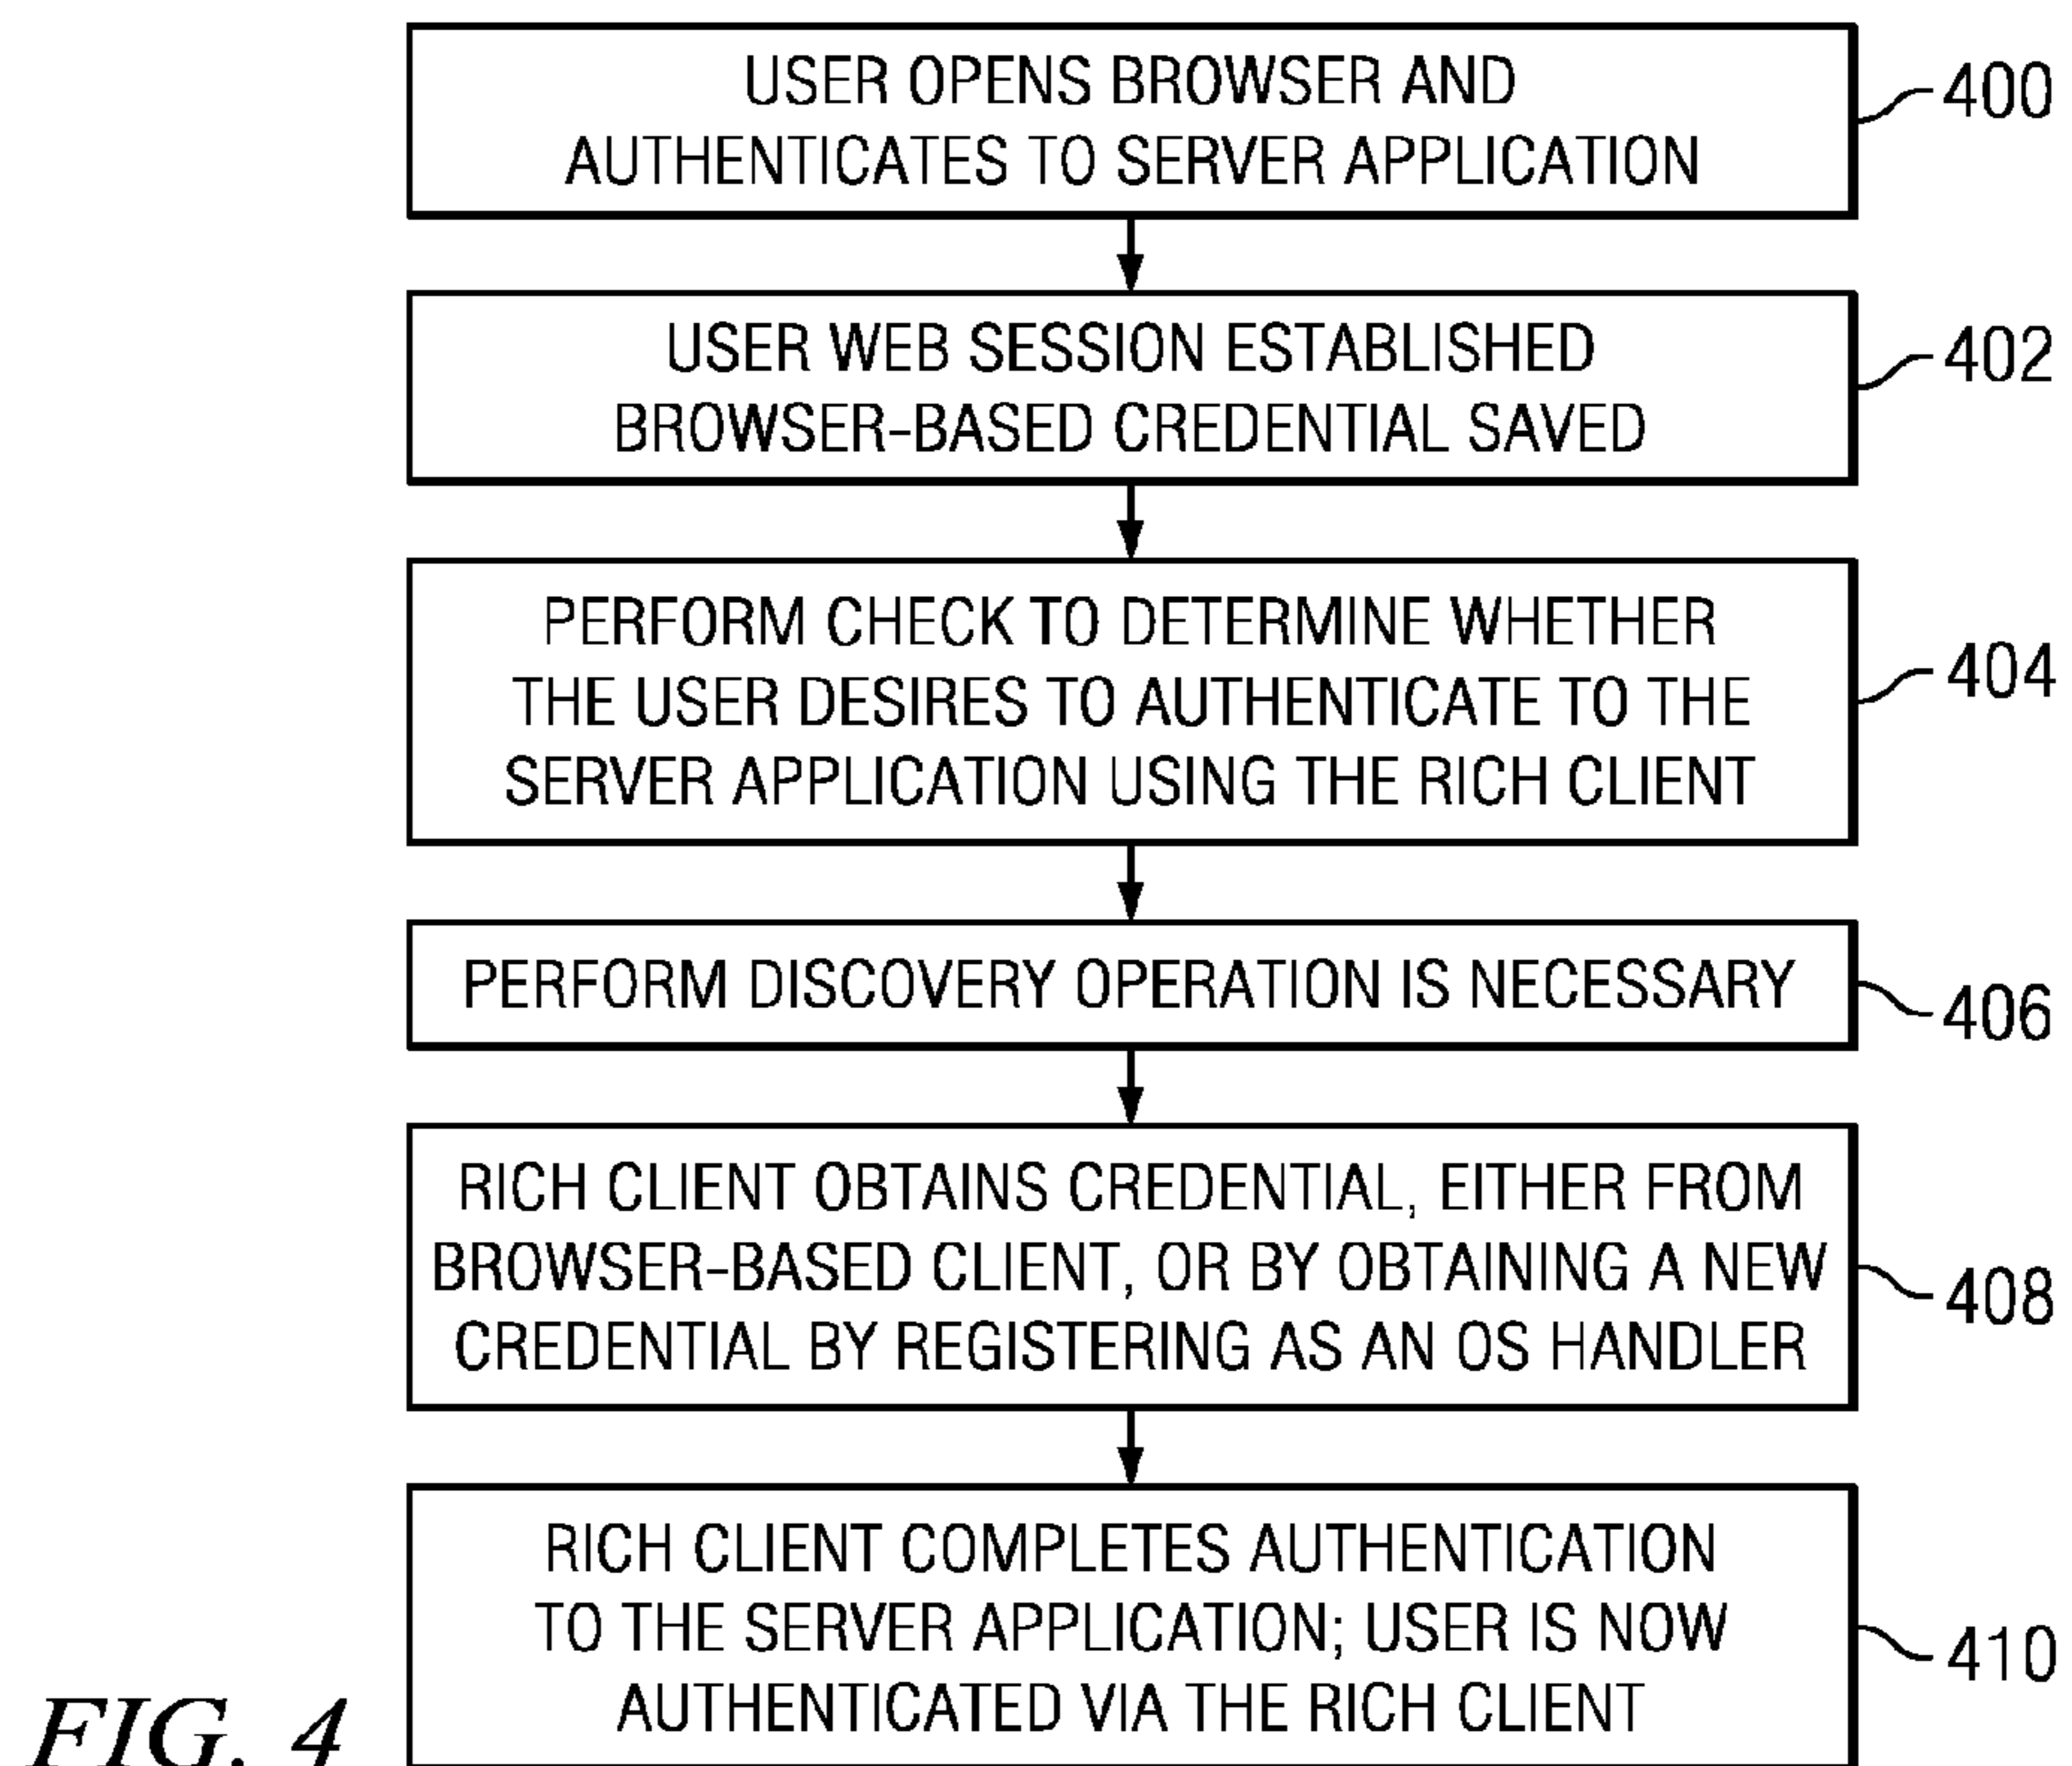 USER OPENS BROWSER AND
AUTHENTICATES TO SERVER APPLICATION
400
USER WEB SESSION ESTABLISHED
BROWSER-BASED CREDENTIAL SAVED
402
PERFORM CHECK TO DETERMINE WHETHER
THE USER DESIRES TO AUTHENTICATE TO THE
SERVER APPLICATION USING THE RICH CLIENT
404
PERFORM DISCOVERY OPERATION IS NECESSARY
406
RICH CLIENT OBTAINS CREDENTIAL, EITHER FROM
BROWSER-BASED CLIENT, OR BY OBTAINING A NEW
CREDENTIAL BY REGISTERING AS AN OS HANDLER
408
RICH CLIENT COMPLETES AUTHENTICATION
TO THE SERVER APPLICATION; USER IS NOW
AUTHENTICATED VIA THE RICH CLIENT
410
FIG. 4